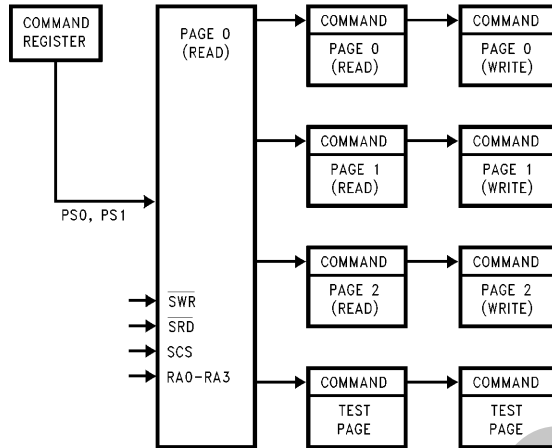 COMMAND
REGISTER
PAGE 0
(READ)
PS0, PS1
SWR
SRD
SCS
RA0-RA3
COMMAND
PAGE 0
(READ)
COMMAND
PAGE 0
(WRITE)
COMMAND
PAGE 1
(READ)
COMMAND
PAGE 1
(WRITE)
COMMAND
PAGE 2
(READ)
COMMAND
PAGE 2
(WRITE)
COMMAND
TEST
PAGE
COMMAND
TEST
PAGE